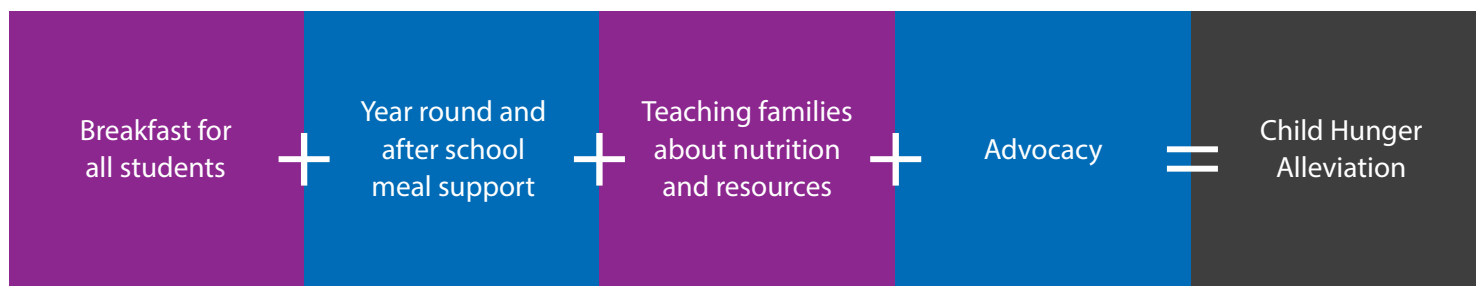 Breakfast for
all students
+
Year round and
after school
meal support
+
Teaching families
about nutrition
and resources
+
Advocacy
=
Child Hunger
Alleviation